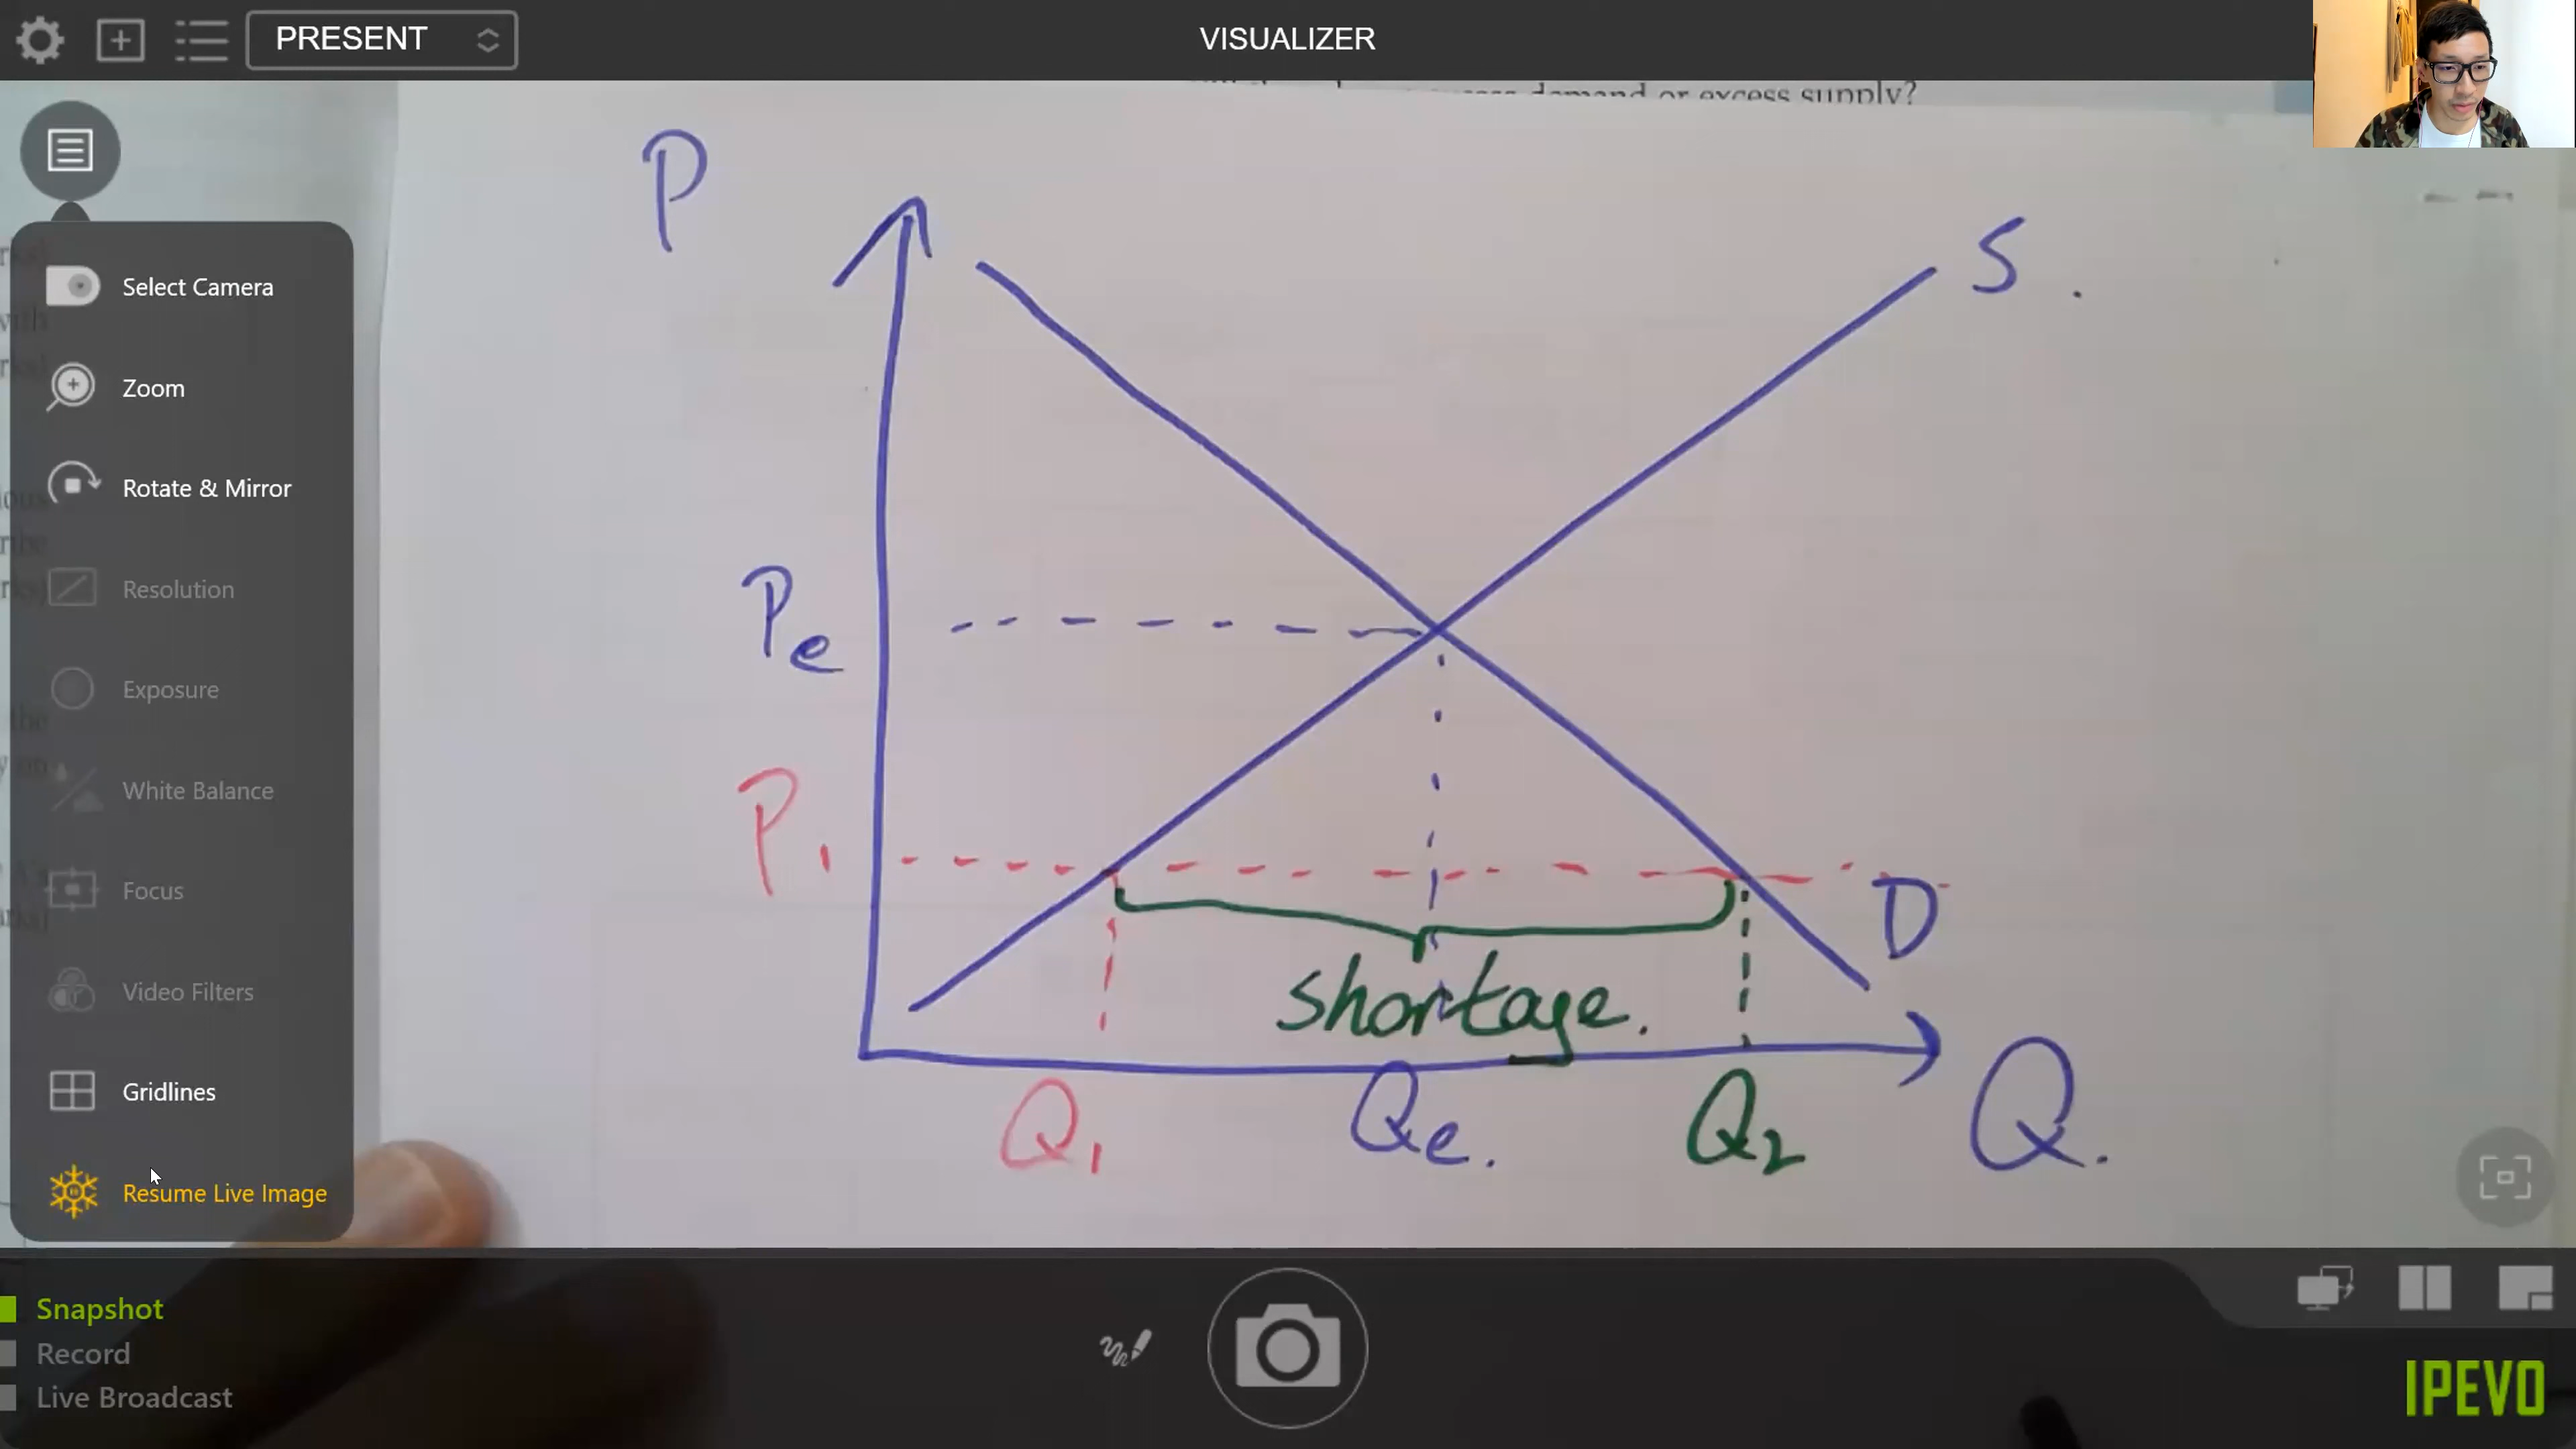 PRESENT
VISUALIZER
demand or excess supply?
P
S.
Select Camera
Zoom
Rotate & Mirror
Resolution
Exposure
White Balance
Focus
Video Filters
Gridlines
Resume Live Image
Pe
P1
D
shortage.
Q1
Qe.
Q2
Q.
Snapshot
Record
Live Broadcast
IPEVO